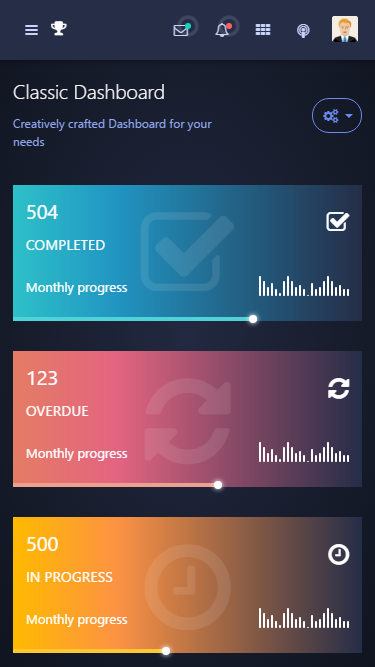 Classic Dashboard
Creatively crafted Dashboard for your
needs
504
COMPLETED
Monthly progress
123
OVERDUE
Monthly progress
500
IN PROGRESS
Monthly progress